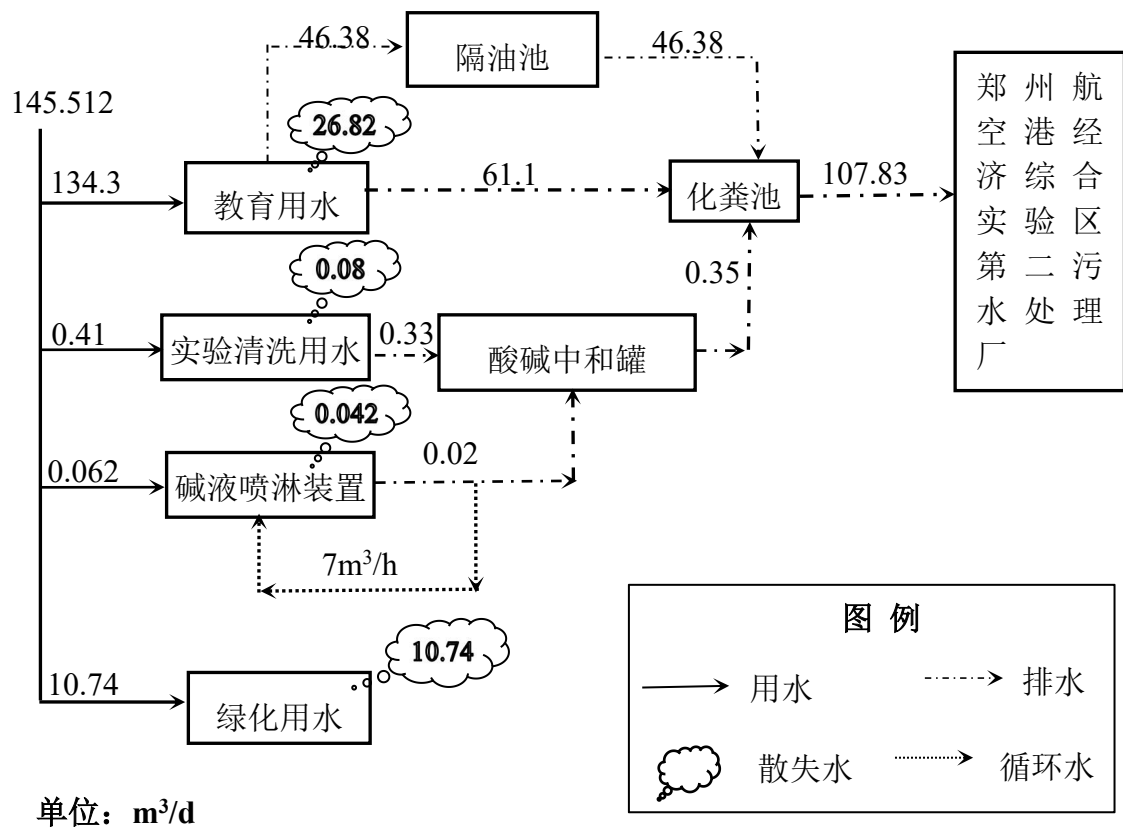 46.38
隔油池
46.38
145.512
26.82
134.3
教育用水
61.1
化粪池
107.83
郑州航
空港经
济综合
实验区
第二污
水处理
厂
0.08
0.41
实验清洗用水
0.33
酸碱中和罐
0.35
0.042
0.062
碱液喷淋装置
0.02
7m³/h
10.74
10.74
绿化用水
图 例
用水
排水
散失水
循环水
单位：m³/d